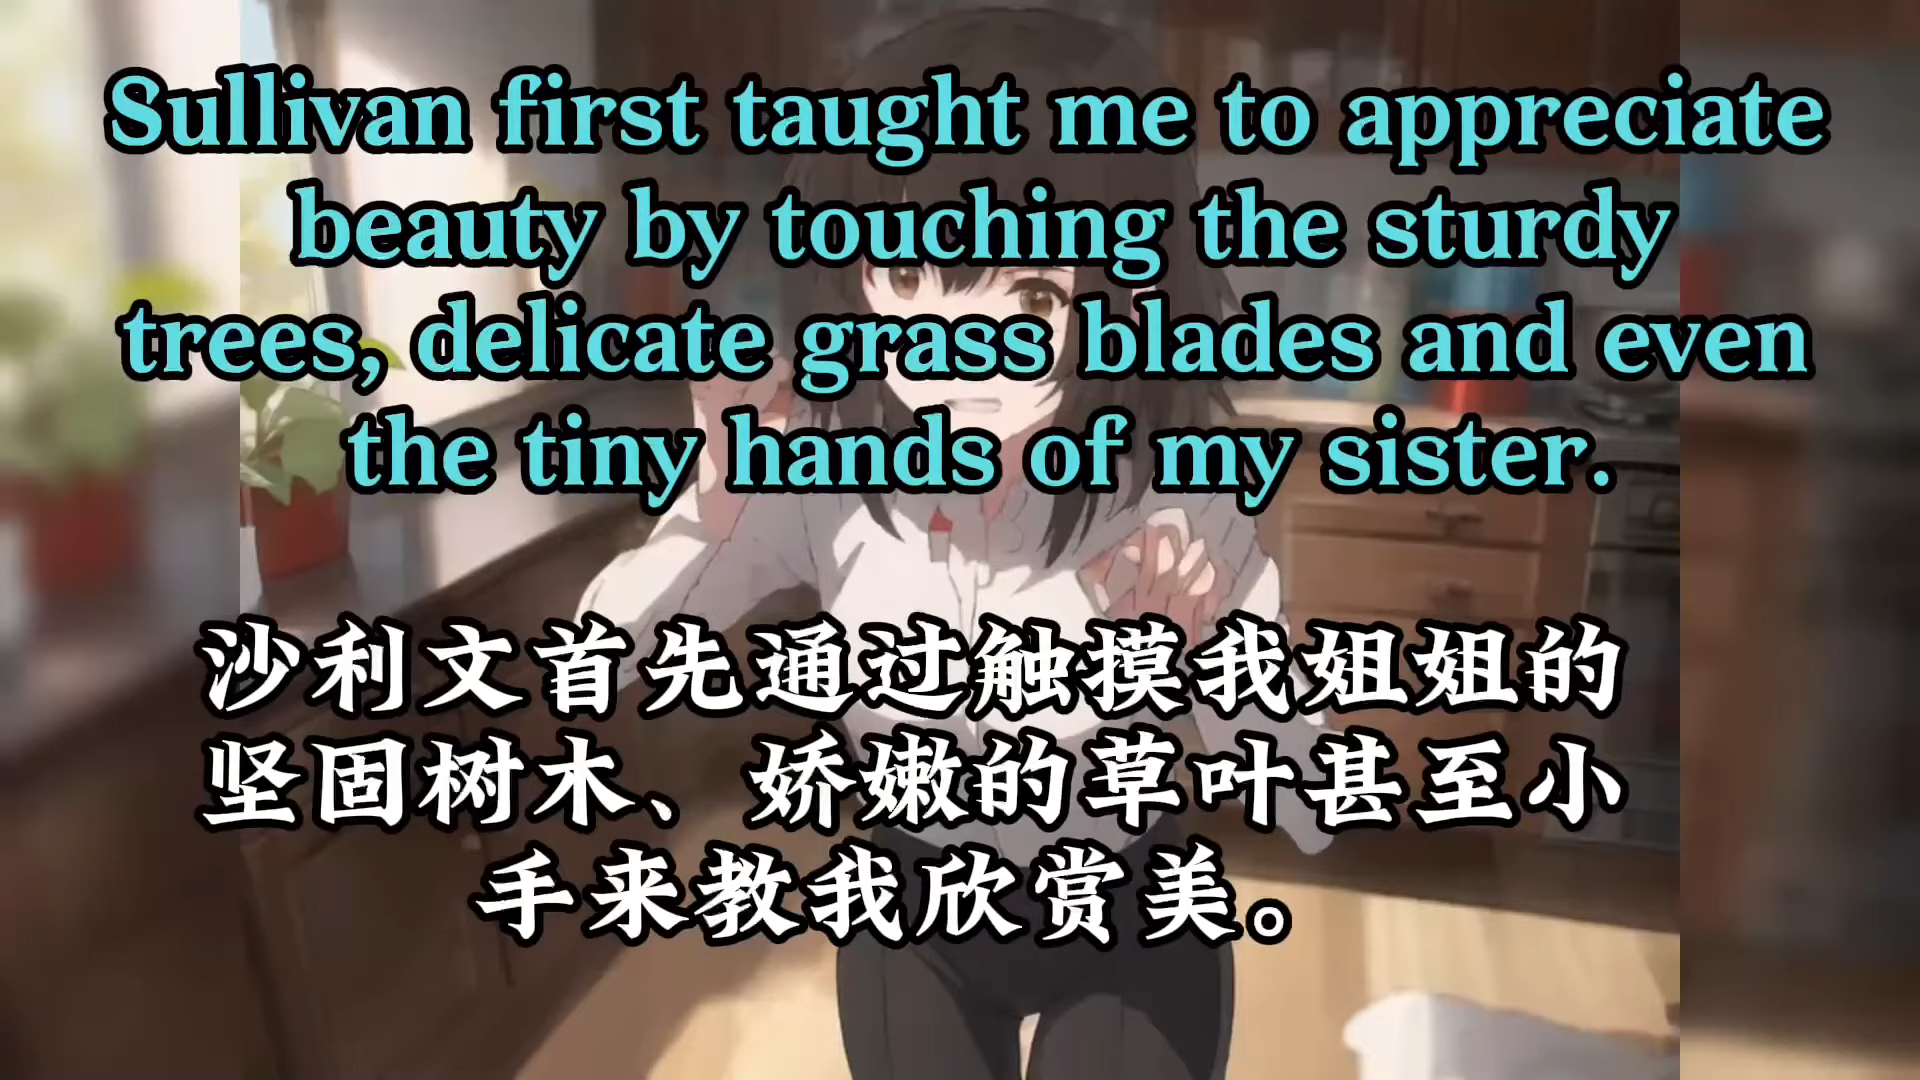 Sullivan first taught me to appreciate
beauty by touching the sturdy
trees, delicate grass blades and even
the tiny hands of my sister.
沙利文首先通过触摸我姐姐的
坚固树木、娇嫩的草叶甚至小
手来教我欣赏美。